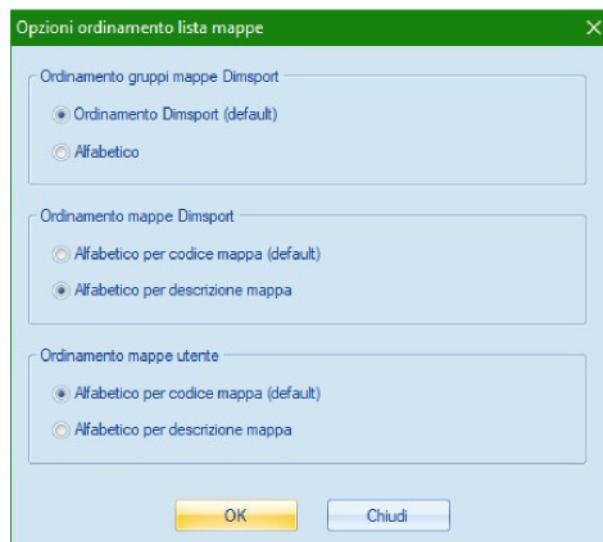 Opzioni ordinamento lista mappe
Ordinamento gruppi mappe Dimsport
Ordinamento Dimsport (default)
Alfabetico
Ordinamento mappe Dimsport
Alfabetico per codice mappa (default)
Alfabetico per descrizione mappa
Ordinamento mappe utente
Alfabetico per codice mappa (default)
Alfabetico per descrizione mappa
OK
Chiudi